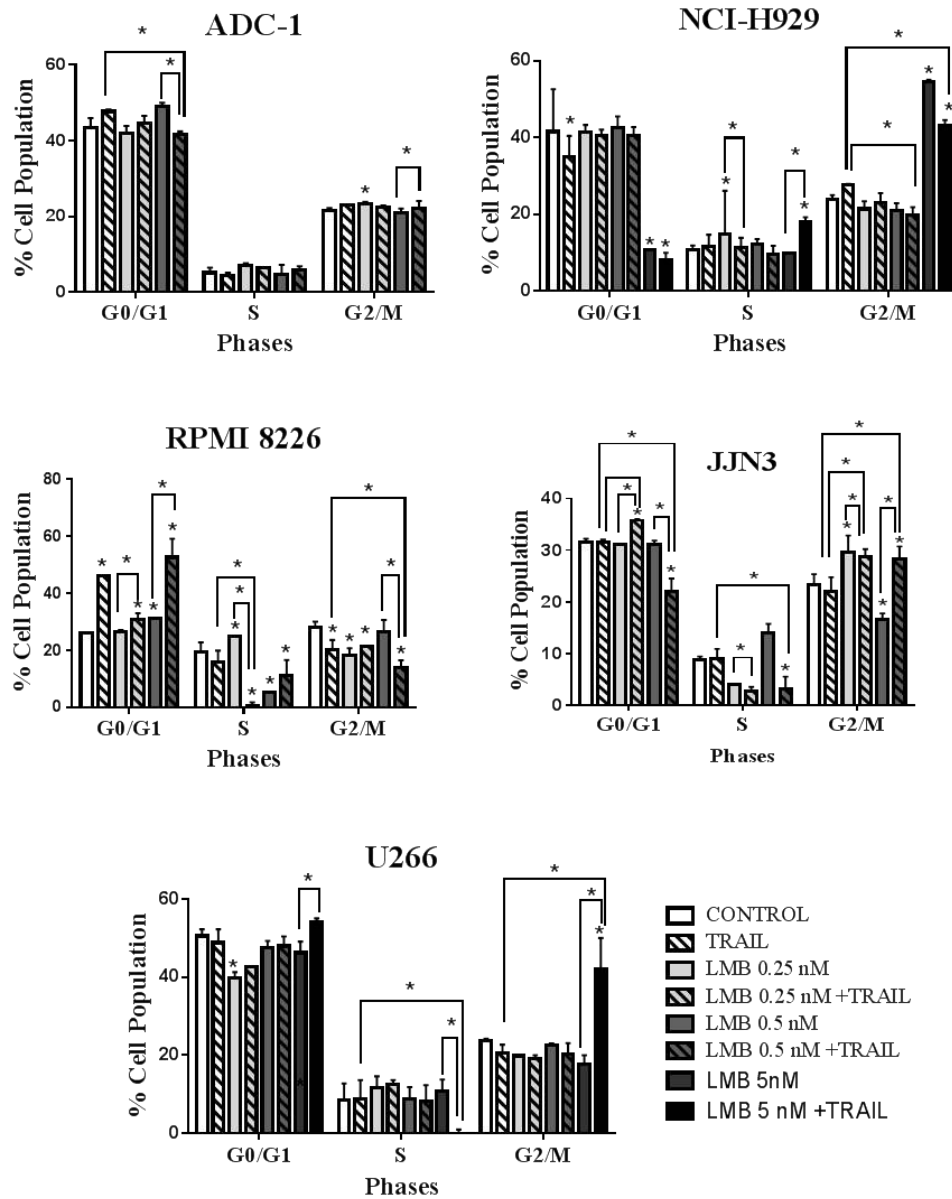 ADC-1
% Cell Population
60
40
20
0
G0/G1 S G2/M
Phases
* * * *
NCI-H929
% Cell Population
60
40
20
0
G0/G1 S G2/M
Phases
* * * * * * * * * * *
RPMI 8226
% Cell Population
80
60
40
20
0
G0/G1 S G2/M
Phases
* * * * * * * * * * * * * * * * * *
JJN3
% Cell Population
40
30
20
10
0
G0/G1 S G2/M
Phases
* * * * * * * * * * * * * * *
U266
% Cell Population
60
40
20
0
G0/G1 S G2/M
Phases
* * * * * * * *
CONTROL
TRAIL
LMB 0.25 nM
LMB 0.25 nM +TRAIL
LMB 0.5 nM
LMB 0.5 nM +TRAIL
LMB 5nM
LMB 5 nM +TRAIL